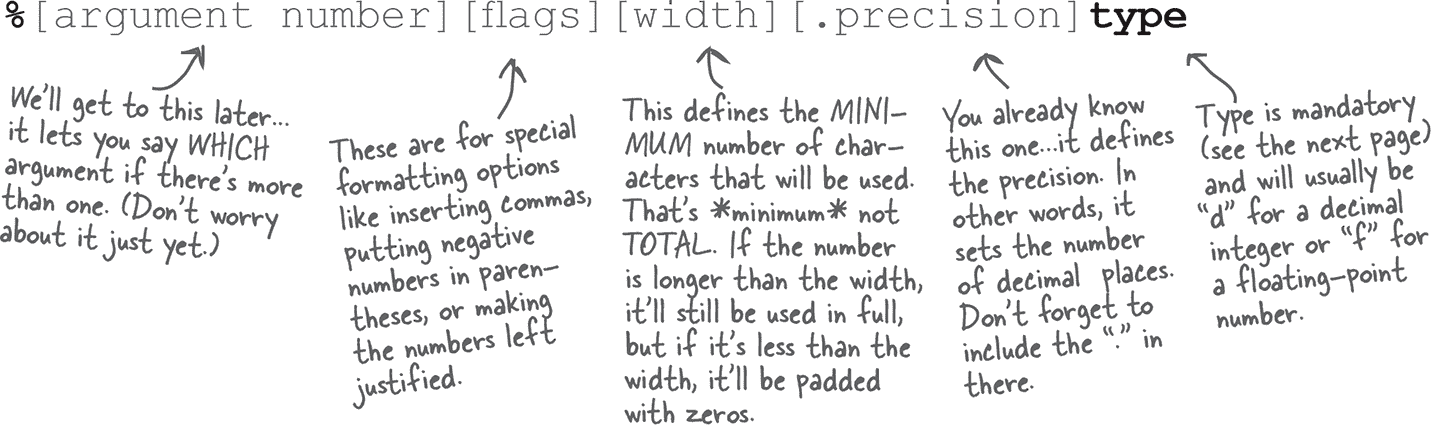 %[argument number][flags][width][.precision]type
We'll get to this later...
it lets you say WHICH
argument if there's more
than one. (Don't worry
about it just yet.)
These are for special
formatting options
like inserting commas,
putting negative
numbers in paren–
theses, or making
the numbers left
justified.
This defines the MINI–
MUM number of char–
acters that will be used.
That's *minimum* not
TOTAL. If the number
is longer than the width,
it'll still be used in full,
but if it's less than the
width, it'll be padded
with zeros.
You already know
this one...it defines
the precision. In
other words, it
sets the number
of decimal places.
Don't forget to
include the “.” in
there.
Type is mandatory
(see the next page)
and will usually be
“d” for a decimal
integer or “f” for
a floating–point
number.